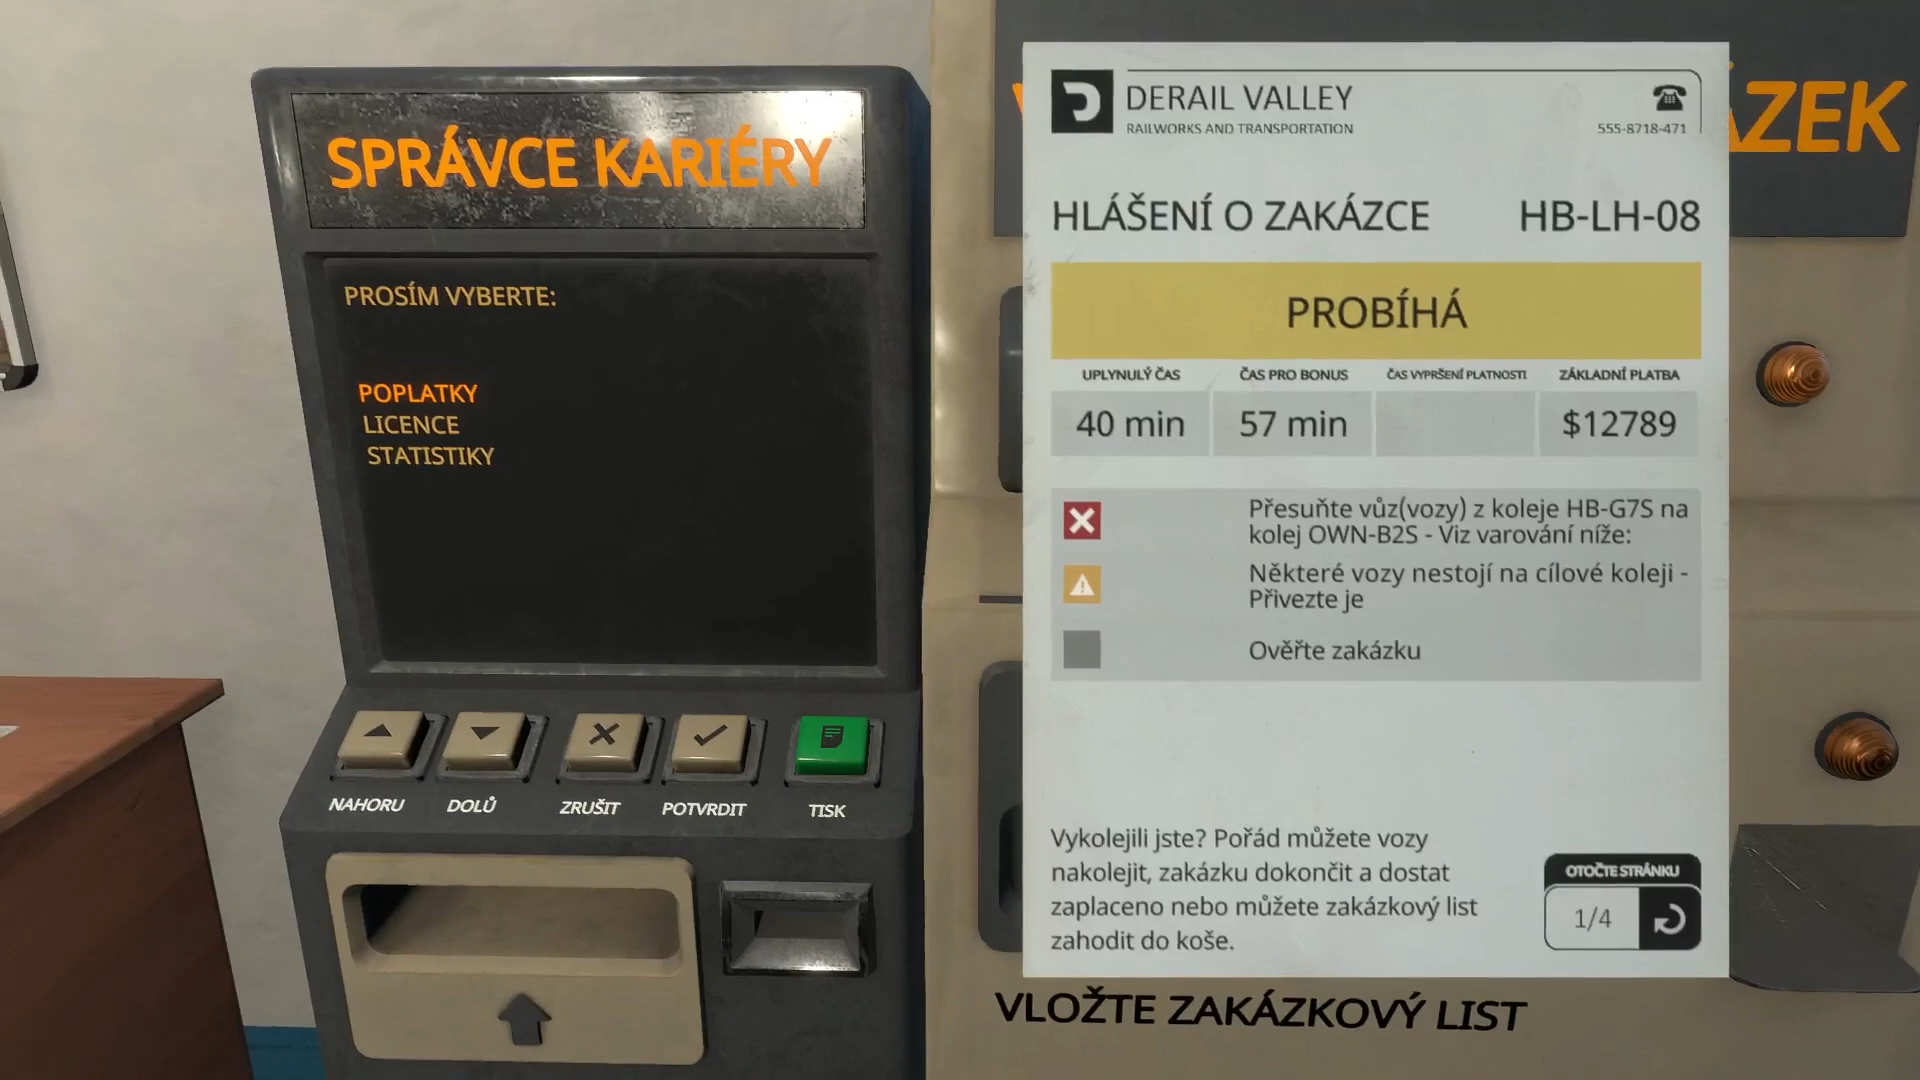 SPRÁVCE KARIÉRY
PROSÍM VYBERTE:
POPLATKY
LICENCE
STATISTIKY
NAHORU
DOLŮ
ZRUŠIT
POTVRDIT
TISK
DERAIL VALLEY
RAILWORKS AND TRANSPORTATION
555-8718-471
HLÁŠENÍ O ZAKÁZCE
HB-LH-08
PROBÍHÁ
UPLYNULÝ ČAS
ČAS PRO BONUS
ČAS VYPRŠENÍ PLATNOSTI
ZÁKLADNÍ PLATBA
40 min
57 min
$12789
Přesuňte vůz(vozy) z koleje HB-G7S na
kolej OWN-B2S - Viz varování níže:
Některé vozy nestojí na cílové koleji -
Přivezte je
Ověřte zakázku
Vykolejili jste? Pořád můžete vozy
nakolejit, zakázku dokončit a dostat
zaplaceno nebo můžete zakázkový list
zahodit do koše.
OTOČTE STRÁNKU
1/4
VLOŽTE ZAKÁZKOVÝ LIST